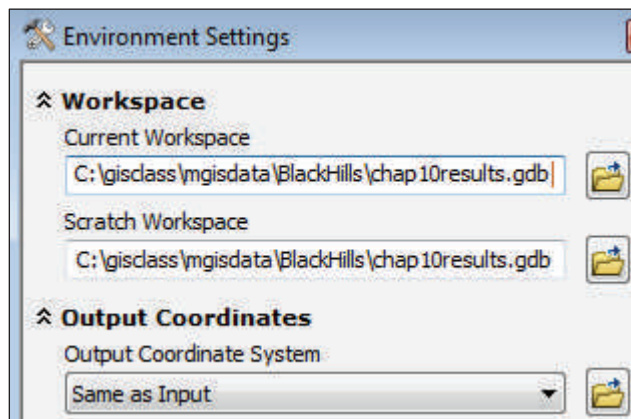 Environment Settings
Workspace
Current Workspace
C:\gisclass\mgisdata\BlackHills\chap10results.gdb
Scratch Workspace
C:\gisclass\mgisdata\BlackHills\chap10results.gdb
Output Coordinates
Output Coordinate System
Same as Input